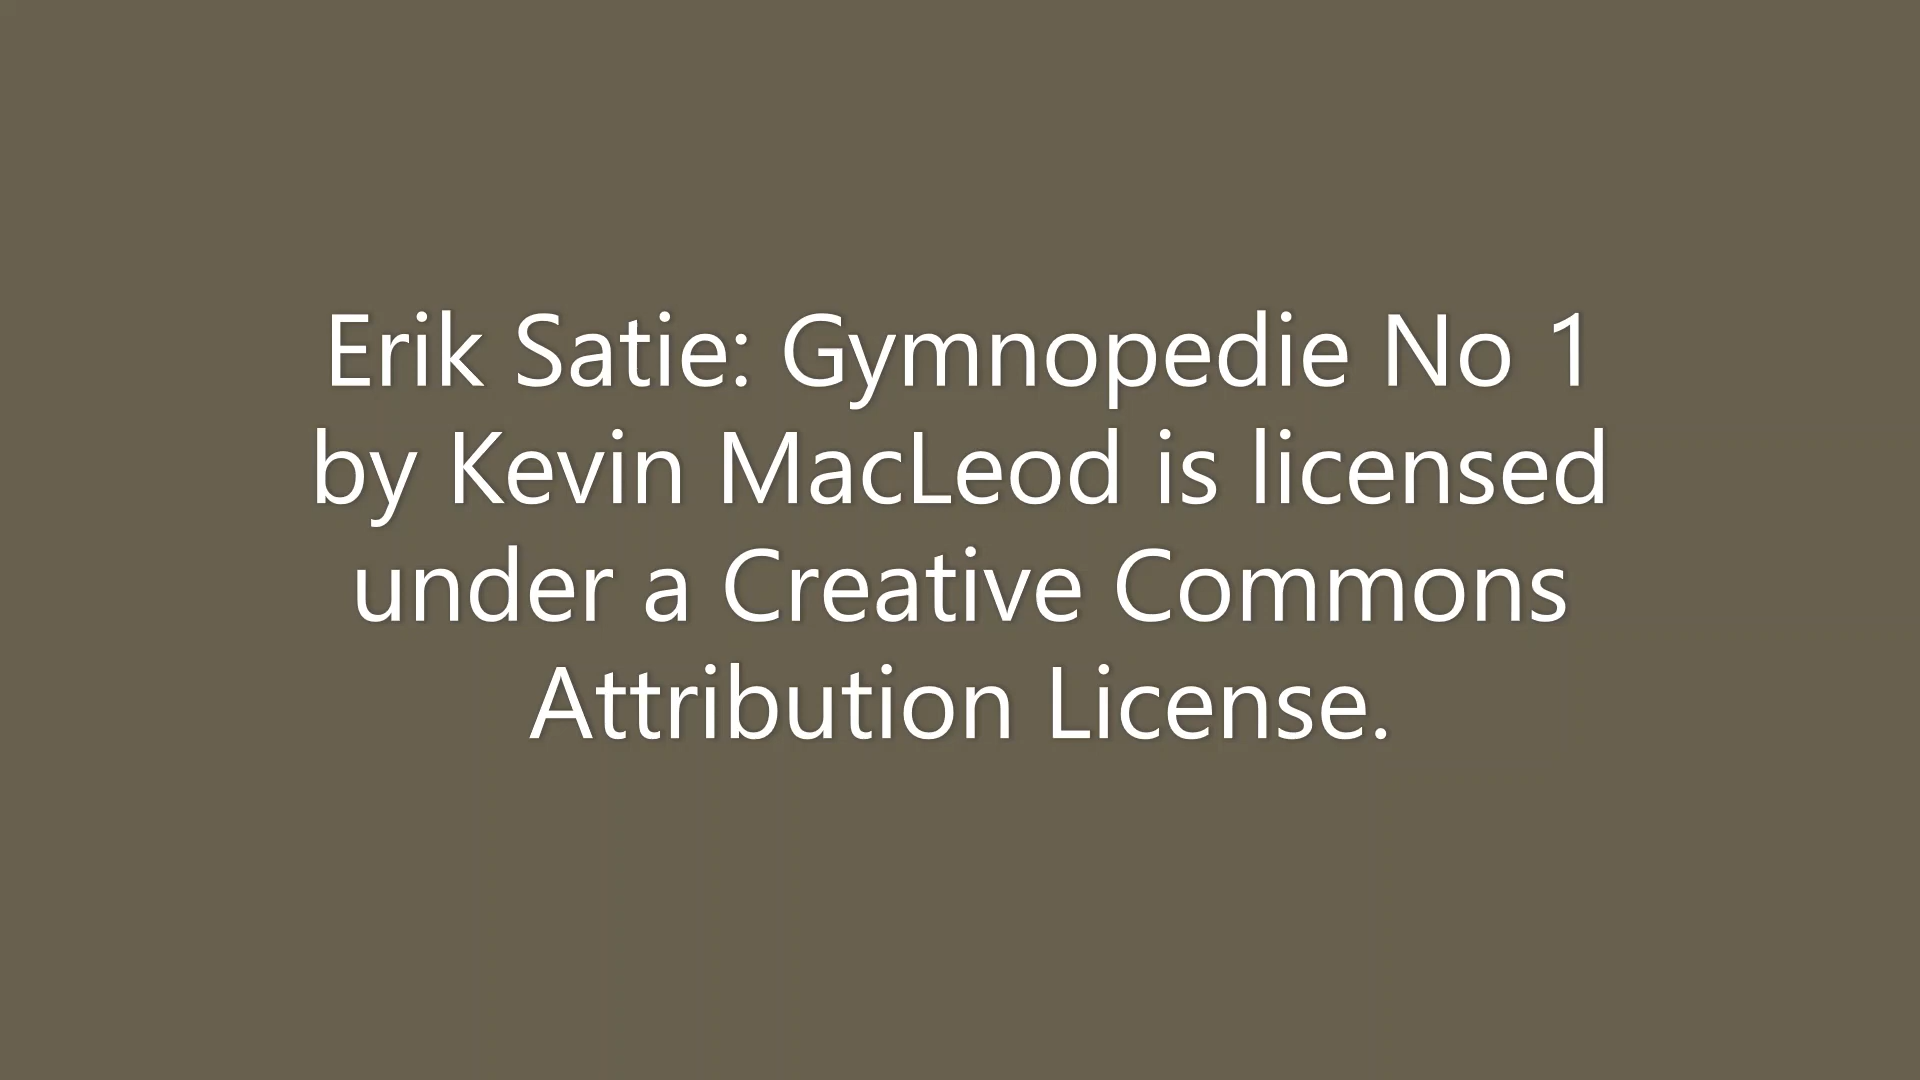 Erik Satie: Gymnopedie No 1
by Kevin MacLeod is licensed
under a Creative Commons
Attribution License.